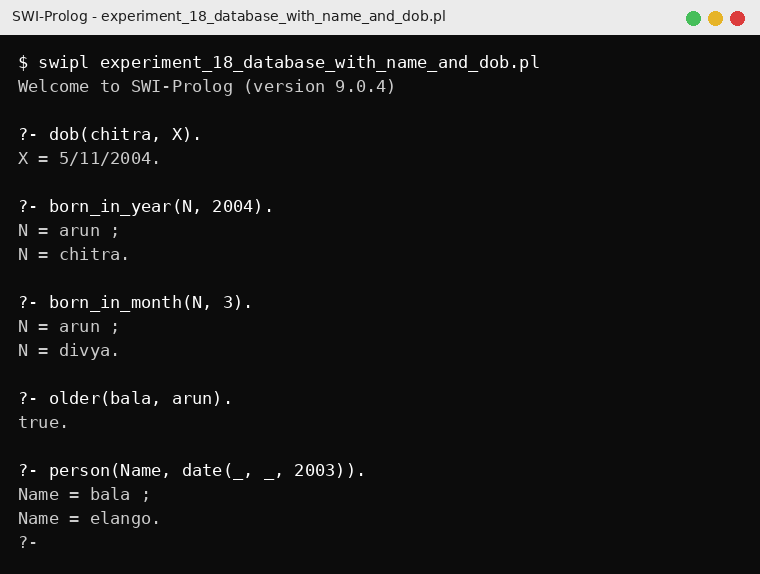 SWI-Prolog - experiment_18_database_with_name_and_dob.pl
$ swipl experiment_18_database_with_name_and_dob.pl
Welcome to SWI-Prolog (version 9.0.4)
?- dob(chitra, X).
X = 5/11/2004.
?- born_in_year(N, 2004).
N = arun ;
N = chitra.
?- born_in_month(N, 3).
N = arun ;
N = divya.
?- older(bala, arun).
true.
?- person(Name, date(_, _, 2003)).
Name = bala ;
Name = elango.
?-